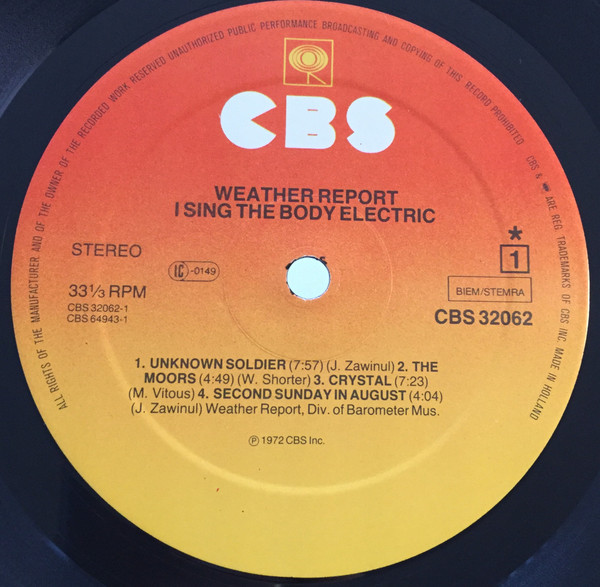 ALL RIGHTS OF THE MANUFACTURER AND OF THE OWNER OF THE RECORDED WORK RESERVED UNAUTHORIZED PUBLIC PERFORMANCE BROADCASTING AND COPYING OF THIS RECORD PROHIBITED
CBS & ARE REG. TRADEMARKS OF CBS INC. MADE IN HOLLAND
CBS
WEATHER REPORT
I SING THE BODY ELECTRIC
STEREO
LC-0149
*
1
33⅓ RPM
BIEM/STEMRA
CBS 32062-1
CBS 32062
CBS 64943-1
1. UNKNOWN SOLDIER (7:57) (J. Zawinul) 2. THE
MOORS (4:49) (W. Shorter) 3. CRYSTAL (7:23)
(M. Vitous) 4. SECOND SUNDAY IN AUGUST (4:04)
(J. Zawinul) Weather Report, Div. of Barometer Mus.
℗ 1972 CBS Inc.